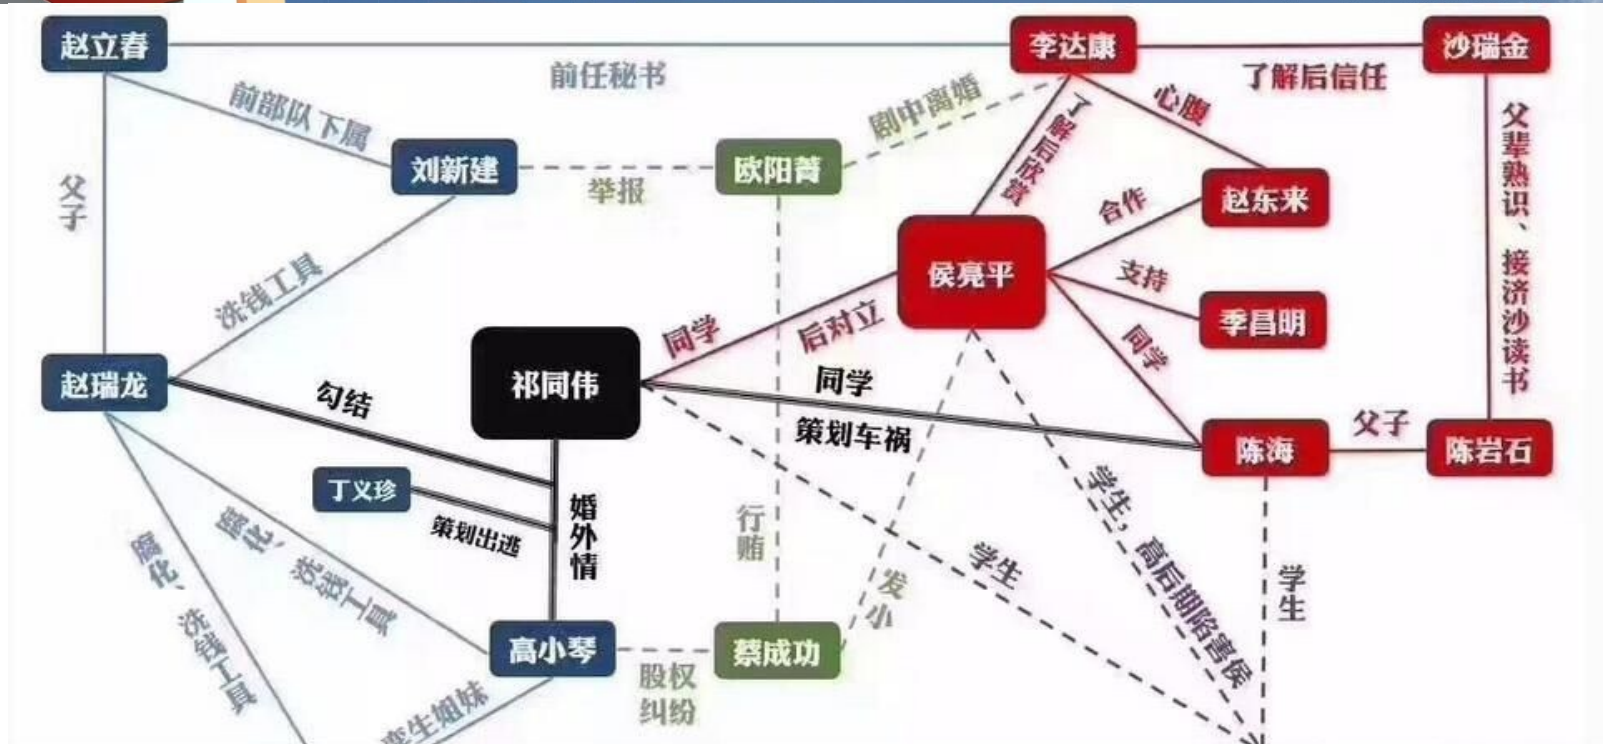 赵立春
李达康
沙瑞金
前任秘书
了解后信任
前部队下属
剧中离婚
了解后欣赏
心腹
父辈熟识、接济沙读书
刘新建
举报
欧阳菁
赵东来
父子
合作
洗钱工具
侯亮平
支持
季昌明
同学
后对立
同学
赵瑞龙
勾结
祁同伟
同学
策划车祸
陈海
父子
陈岩石
丁义珍
策划出逃
婚外情
行贿
发小
学生
学生，高后期陷害侯
学生
腐化、洗钱工具
腐化、洗钱工具
高小琴
股权
纠纷
蔡成功
孪生姐妹